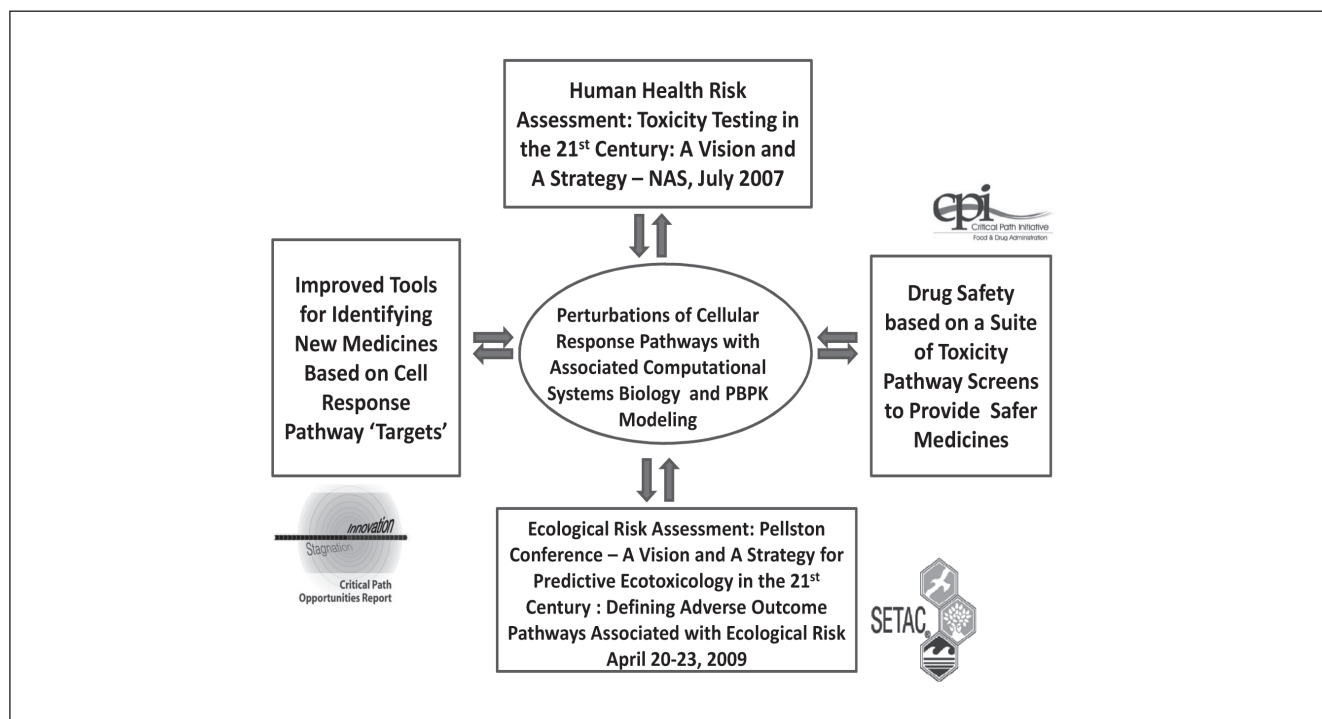 Human Health Risk
Assessment: Toxicity Testing in
the 21st Century: A Vision and
A Strategy – NAS, July 2007
cpi
Critical Path Initiative
Food & Drug Administration
Improved Tools
for Identifying
New Medicines
Based on Cell
Response
Pathway ‘Targets’
Perturbations of Cellular
Response Pathways with
Associated Computational
Systems Biology and PBPK
Modeling
Drug Safety
based on a Suite
of Toxicity
Pathway Screens
to Provide Safer
Medicines
Innovation
Stagnation
Critical Path
Opportunities Report
Ecological Risk Assessment: Pellston
Conference – A Vision and A Strategy for
Predictive Ecotoxicology in the 21st
Century : Defining Adverse Outcome
Pathways Associated with Ecological Risk
April 20-23, 2009
SETAC®